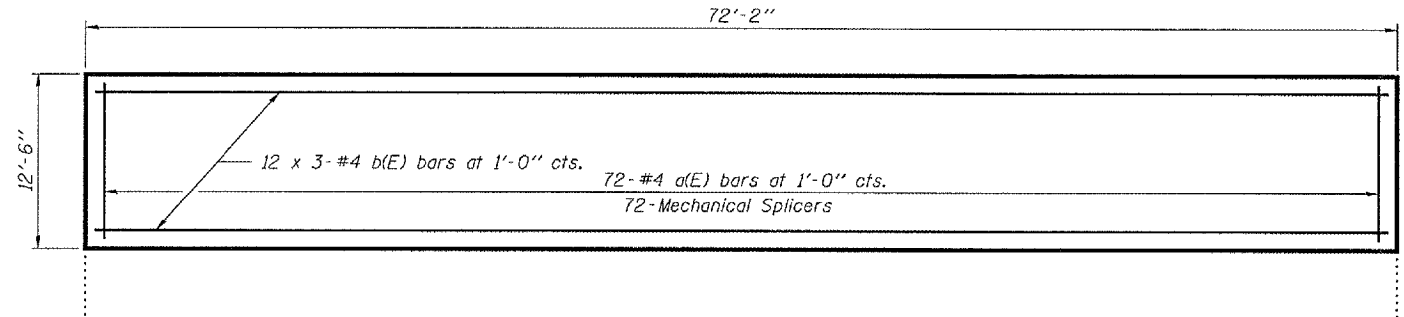 72'-2"
12'-6"
12 x 3-#4 b(E) bars at 1'-0" cts.
72-#4 a(E) bars at 1'-0" cts.
72-Mechanical Splicers